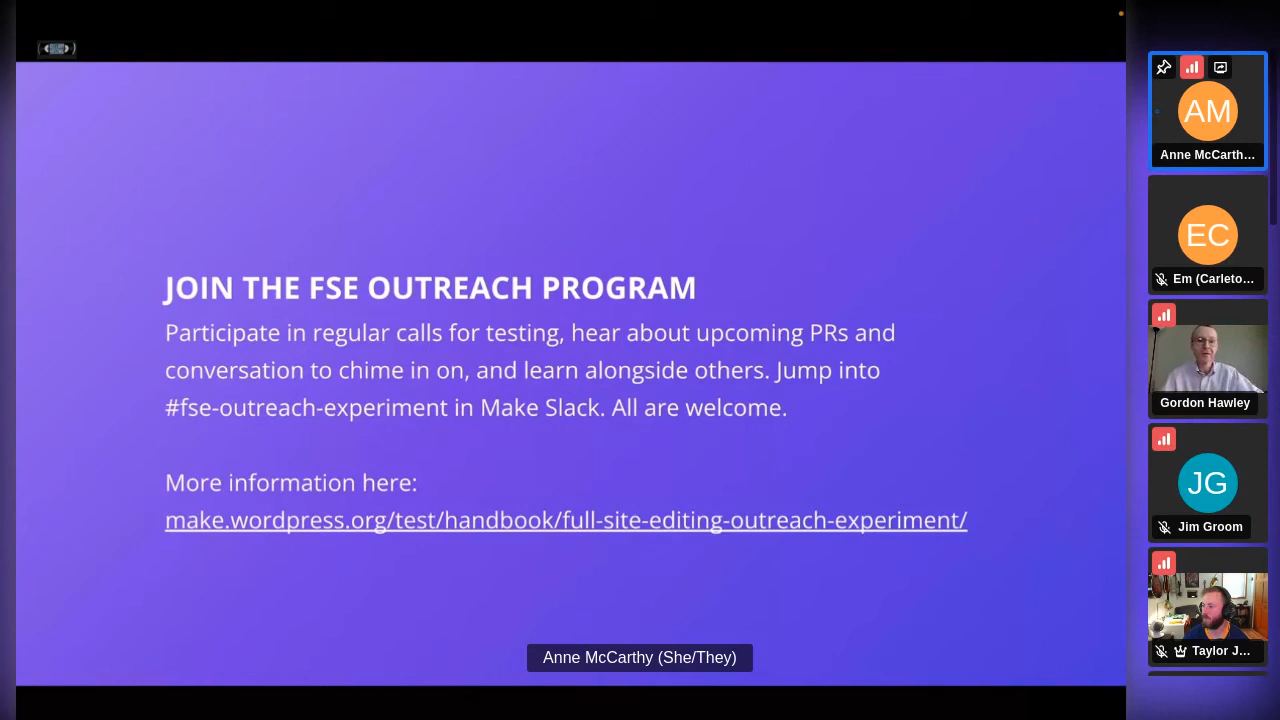 JOIN THE FSE OUTREACH PROGRAM
Participate in regular calls for testing, hear about upcoming PRs and
conversation to chime in on, and learn alongside others. Jump into
#fse-outreach-experiment in Make Slack. All are welcome.
More information here:
make.wordpress.org/test/handbook/full-site-editing-outreach-experiment/
Anne McCarthy (She/They)
AM
Anne McCarth...
EC
Em (Carleto...
Gordon Hawley
JG
Jim Groom
Taylor J...